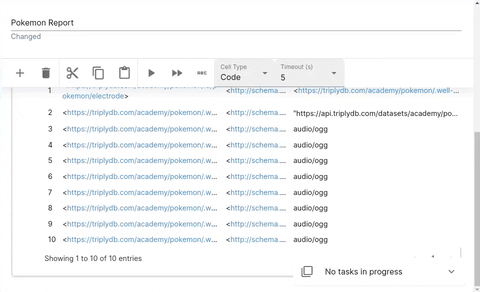 Pokemon Report
Changed
Cell Type
Code
Timeout (s)
5
1 okemon/electrode> <http://schema.... <https://triplydb.com/academy/pokemon/.well-...
2 <https://triplydb.com/academy/pokemon/.w... <http://schema.... "https://api.triplydb.com/datasets/academy/po...
3 <https://triplydb.com/academy/pokemon/.w... <http://schema.... audio/ogg
4 <https://triplydb.com/academy/pokemon/.w... <http://schema.... audio/ogg
5 <https://triplydb.com/academy/pokemon/.w... <http://schema.... audio/ogg
6 <https://triplydb.com/academy/pokemon/.w... <http://schema.... audio/ogg
7 <https://triplydb.com/academy/pokemon/.w... <http://schema.... audio/ogg
8 <https://triplydb.com/academy/pokemon/.w... <http://schema.... audio/ogg
9 <https://triplydb.com/academy/pokemon/.w... <http://schema.... audio/ogg
10 <https://triplydb.com/academy/pokemon/.w... <http://schema.... audio/ogg
Showing 1 to 10 of 10 entries
No tasks in progress